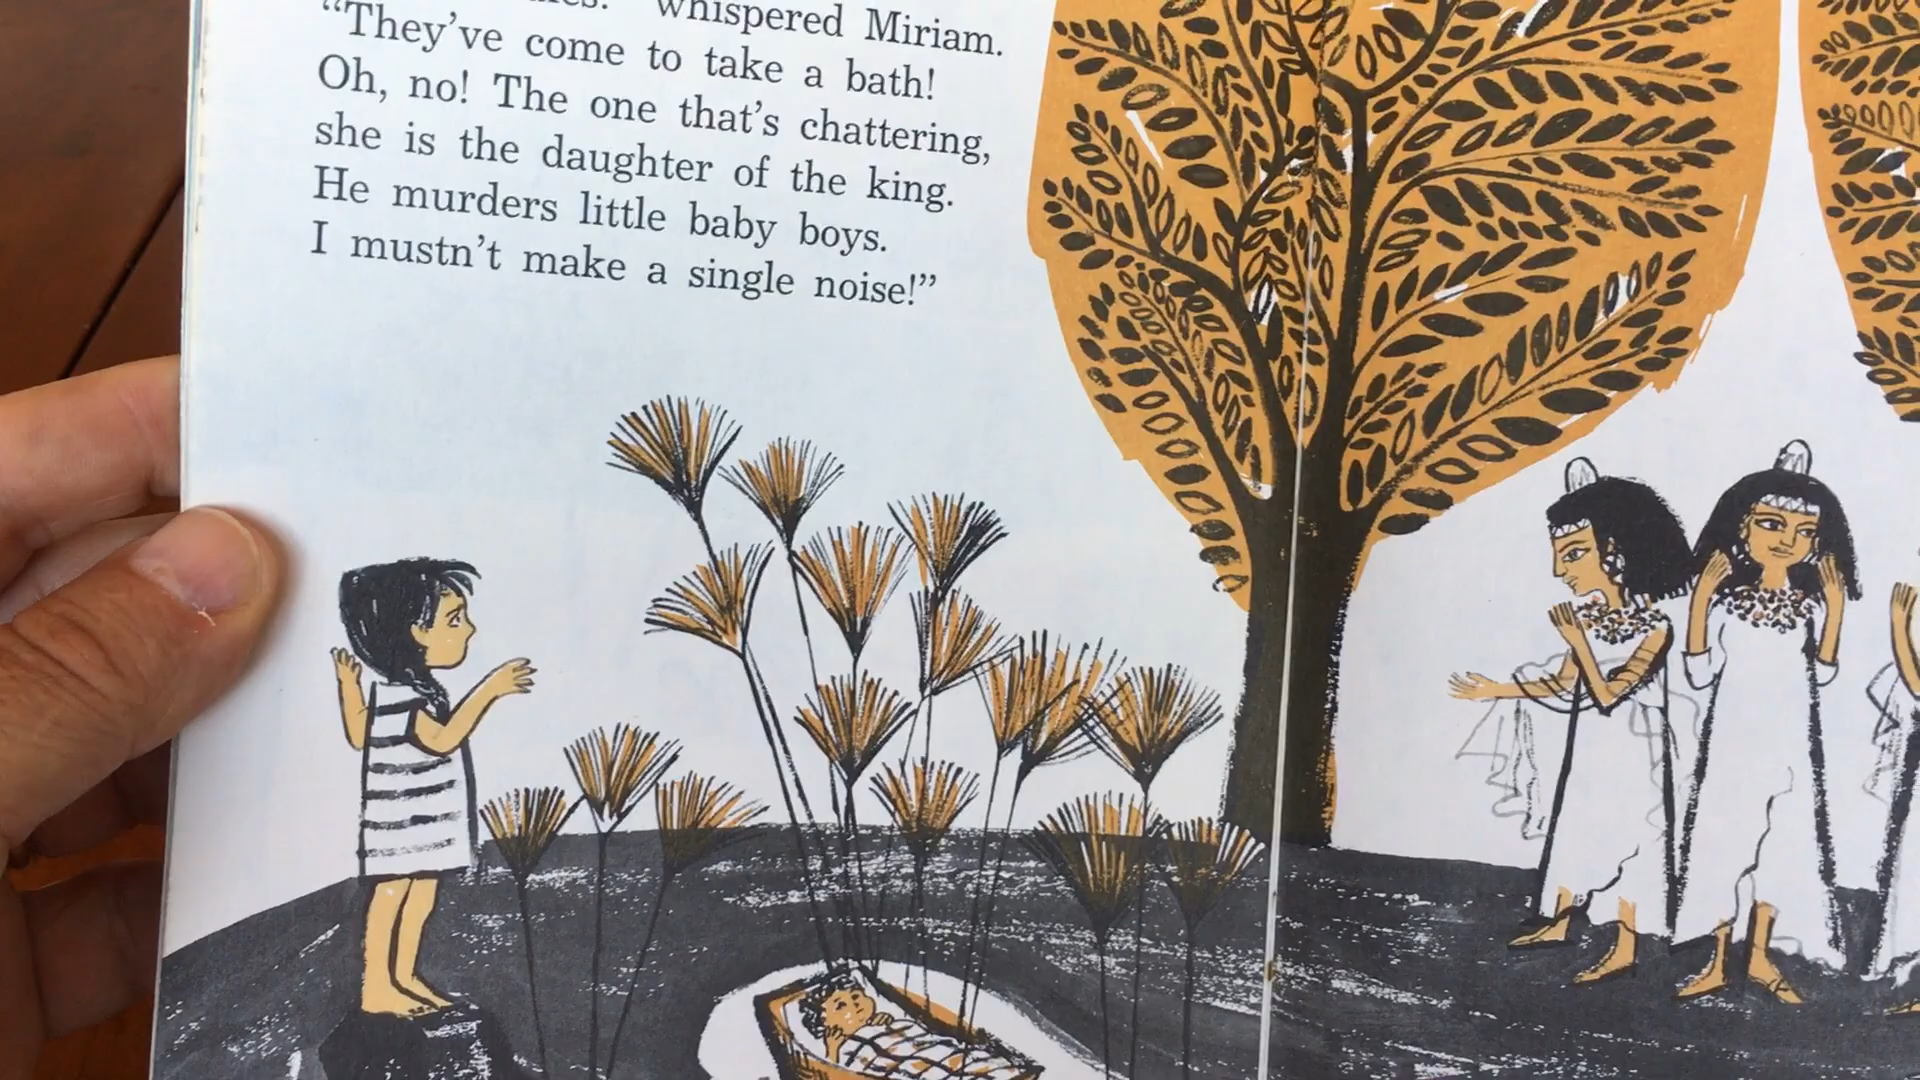 whispered Miriam.
"They've come to take a bath!
Oh, no! The one that's chattering,
she is the daughter of the king.
He murders little baby boys.
I mustn't make a single noise!"